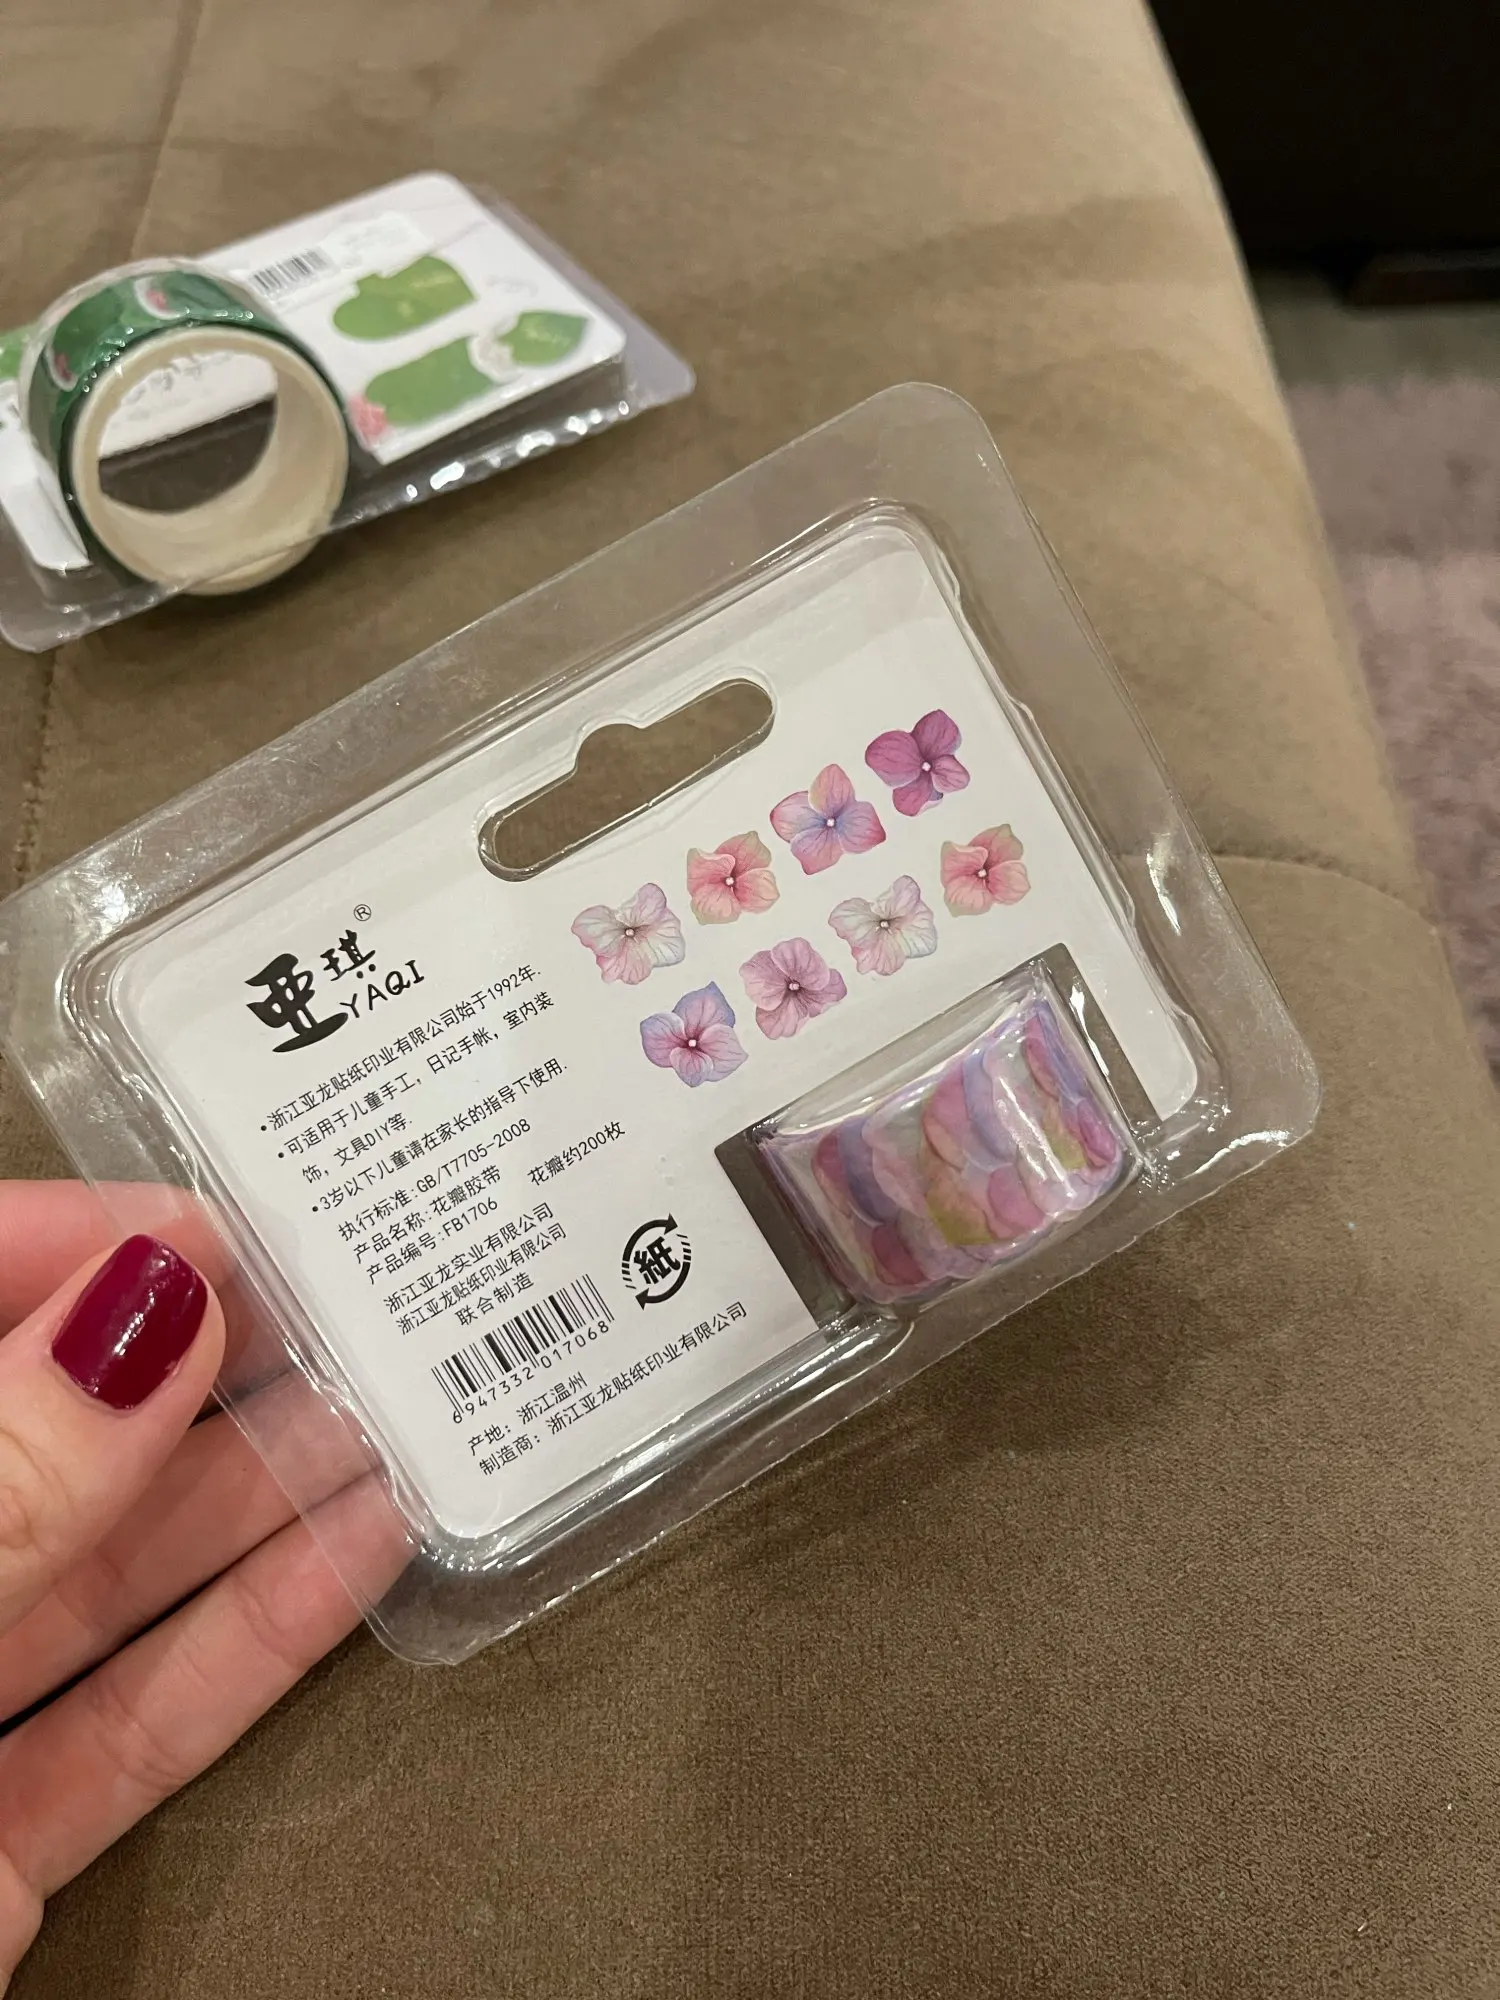 亚琪®
YAQI
•浙江亚龙贴纸印业有限公司始于1992年.
•可适用于儿童手工，日记手帐，室内装
饰，文具DIY等.
•3岁以下儿童请在家长的指导下使用.
执行标准:GB/T7705-2008
产品名称:花瓣胶带 花瓣约200枚
产品编号:FB1706
浙江亚龙实业有限公司
浙江亚龙贴纸印业有限公司
联合制造
紙
6947332017068
产地：浙江温州
制造商：浙江亚龙贴纸印业有限公司